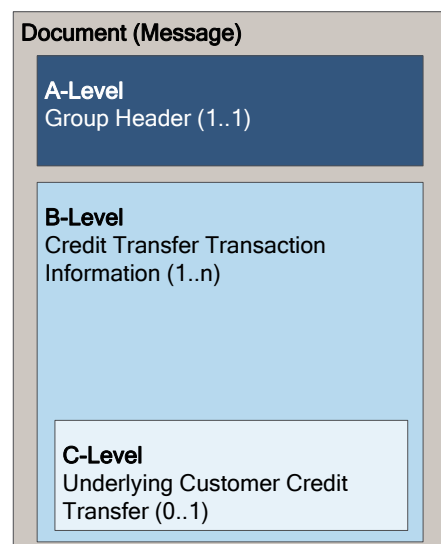 Document (Message)
A-Level
Group Header (1..1)
B-Level
Credit Transfer Transaction
Information (1..n)
C-Level
Underlying Customer Credit
Transfer (0..1)